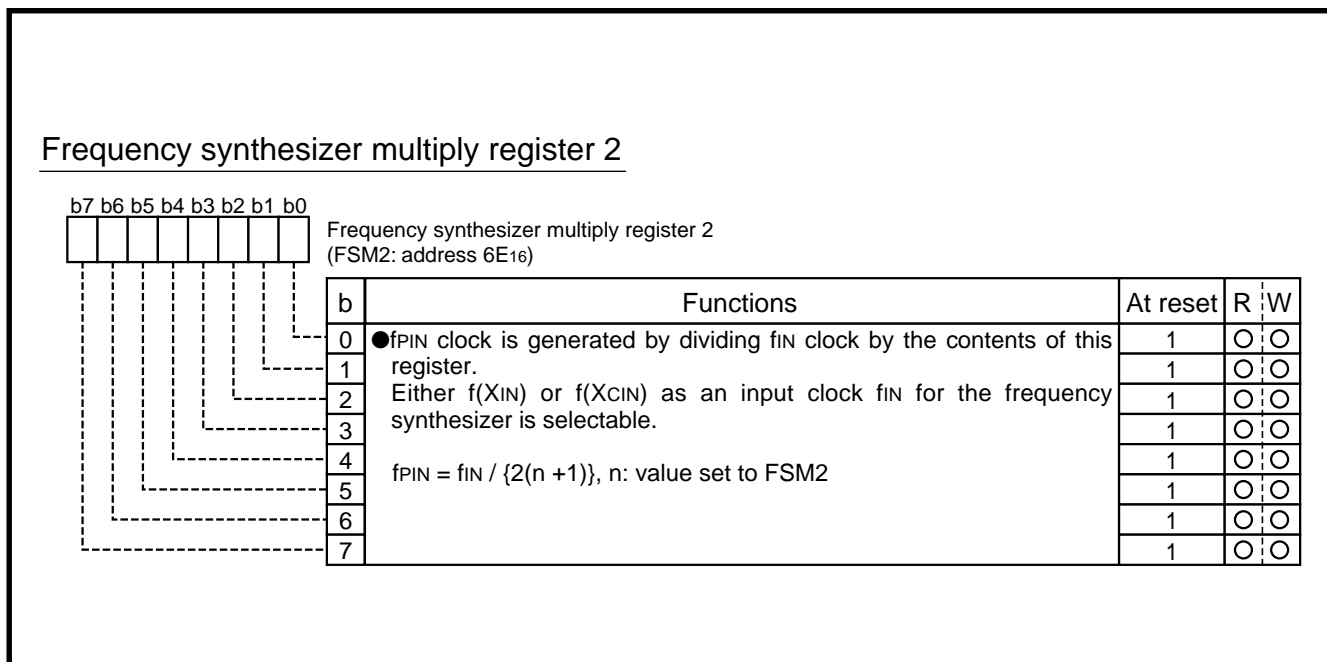 Frequency synthesizer multiply register 2
b7 b6 b5 b4 b3 b2 b1 b0
Frequency synthesizer multiply register 2
(FSM2: address 6E16)
b Functions At reset R W
0 ●fPIN clock is generated by dividing fIN clock by the contents of this 1 O O
1 register. 1 O O
2 Either f(XIN) or f(XCIN) as an input clock fIN for the frequency 1 O O
3 synthesizer is selectable. 1 O O
4 1 O O
fPIN = fIN / {2(n +1)}, n: value set to FSM2
5 1 O O
6 1 O O
7 1 O O